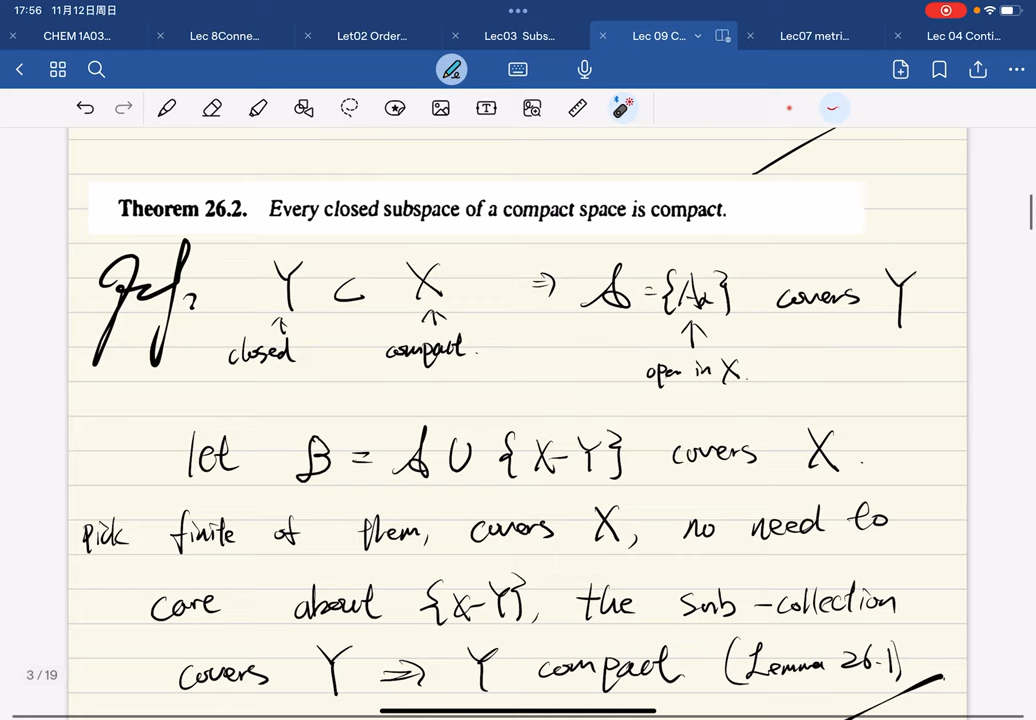 17:56 11月12日周日
CHEM 1A03... Lec 8Conne... Let02 Order... Lec03 Subs... Lec 09 C... Lec07 metri... Lec 04 Conti...
Theorem 26.2. Every closed subspace of a compact space is compact.
Y ⊂ X ⇒ 𝒜 = {Aα} covers Y
closed compact.
open in X.
let ℬ = 𝒜 ∪ {X-Y} covers X.
pick finite of them, covers X, no need to
care about {X-Y}, the sub-collection
3 / 19
covers Y ⇒ Y compact (Lemma 26.1)